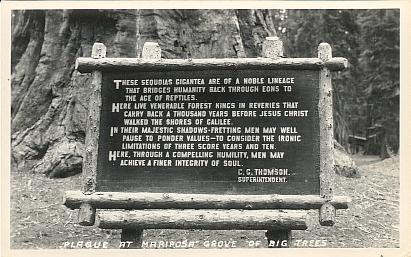 THESE SEQUOIAS GIGANTEA ARE OF A NOBLE LINEAGE
THAT BRIDGES HUMANITY BACK THROUGH EONS TO
THE AGE OF REPTILES.
HERE LIVE VENERABLE FOREST KINGS IN REVERIES THAT
CARRY BACK A THOUSAND YEARS BEFORE JESUS CHRIST
WALKED THE SHORES OF GALILEE.
IN THEIR MAJESTIC SHADOWS-FRETTING MEN MAY WELL
PAUSE TO PONDER VALUES-TO CONSIDER THE IRONIC
LIMITATIONS OF THREE SCORE YEARS AND TEN.
HERE, THROUGH A COMPELLING HUMILITY, MEN MAY
ACHIEVE A FINER INTEGRITY OF SOUL.
C. G. THOMSON,
SUPERINTENDENT.
PLAQUE AT MARIPOSA GROVE OF BIG TREES